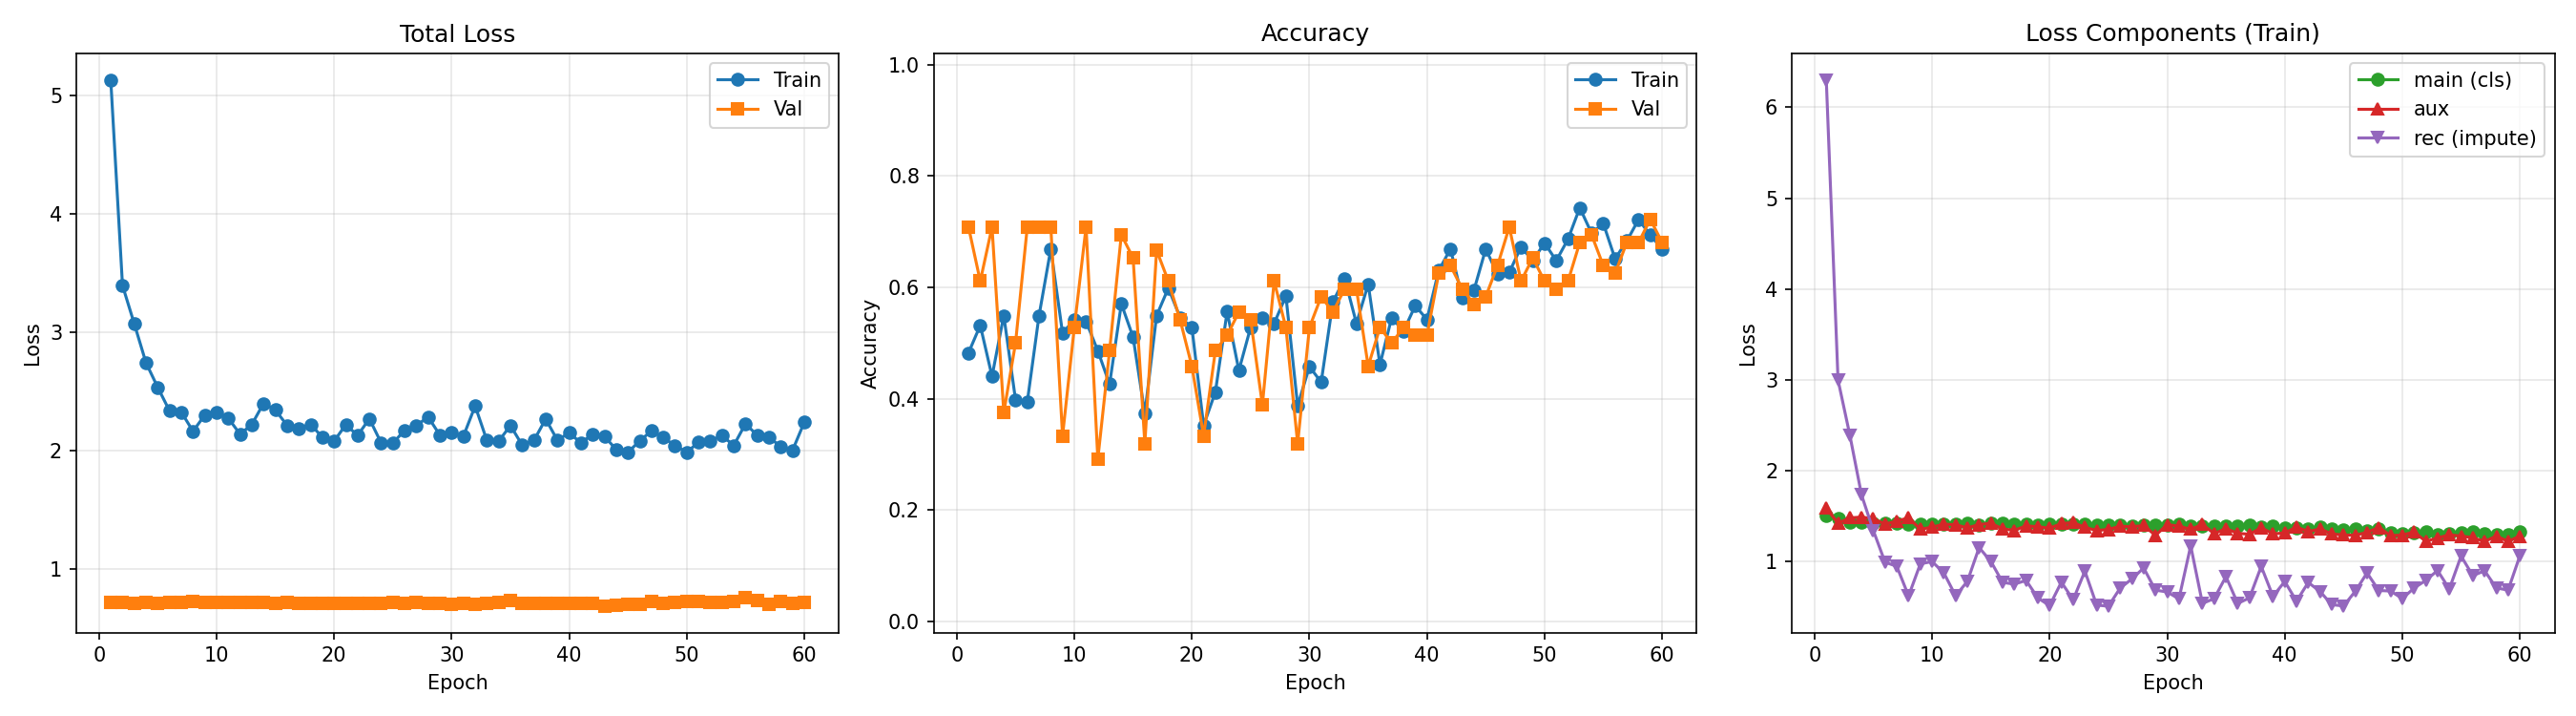 Total Loss
Train
Val
5
4
3
2
1
Loss
0 10 20 30 40 50 60
Epoch
Accuracy
Train
Val
1.0
0.8
0.6
0.4
0.2
0.0
Accuracy
0 10 20 30 40 50 60
Epoch
Loss Components (Train)
main (cls)
aux
rec (impute)
6
5
4
3
2
1
Loss
0 10 20 30 40 50 60
Epoch